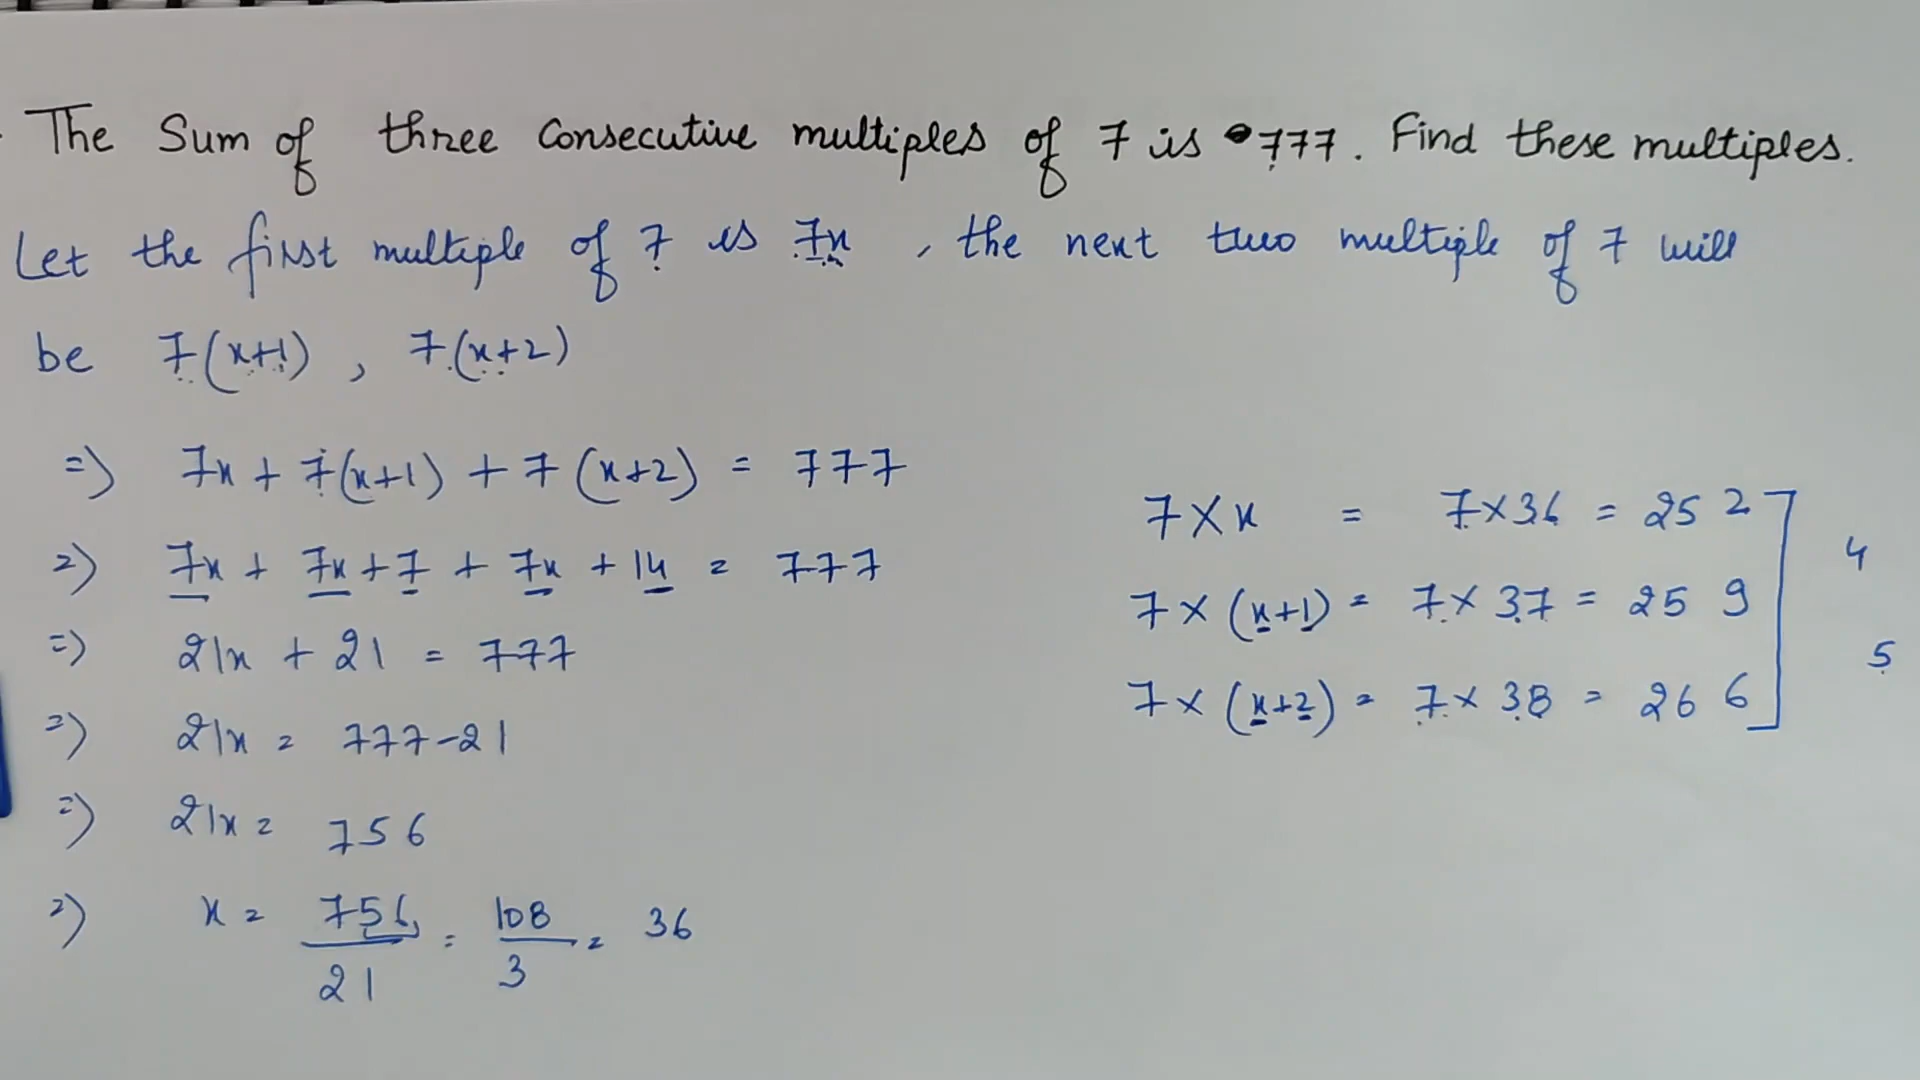 The Sum of three Consecutive multiples of 7 is 777. Find these multiples.
Let the first multiple of 7 is 7x, the next two multiple of 7 will
be 7(x+1), 7(x+2)
=) 7x + 7(x+1) + 7(x+2) = 777
=) 7x + 7x+7 + 7x + 14 = 777
=) 21x + 21 = 777
=) 21x = 777-21
=) 21x = 756
=) x = 756/21 = 108/3 = 36
7×x = 7×36 = 252
7×(x+1) = 7×37 = 259
7×(x+2) = 7×38 = 266
4
5